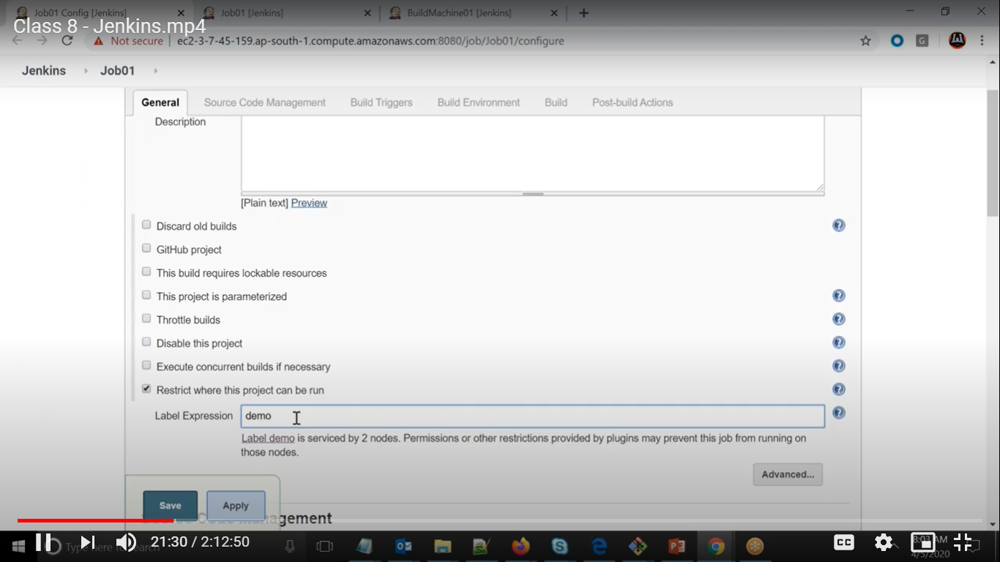 Job01 Config [Jenkins]
Job01 [Jenkins]
BuildMachine01 [Jenkins]
Class 8 - Jenkins.mp4
Not secure
ec2-3-7-45-159.ap-south-1.compute.amazonaws.com:8080/job/Job01/configure
Jenkins
Job01
General
Source Code Management
Build Triggers
Build Environment
Build
Post-build Actions
Description
[Plain text] Preview
Discard old builds
GitHub project
This build requires lockable resources
This project is parameterized
Throttle builds
Disable this project
Execute concurrent builds if necessary
Restrict where this project can be run
Label Expression
demo
Label demo is serviced by 2 nodes. Permissions or other restrictions provided by plugins may prevent this job from running on
those nodes.
Advanced...
Save
Apply
Source Code Management
Type here to search
21:30 / 2:12:50
CC
8:03 AM
4/5/2020